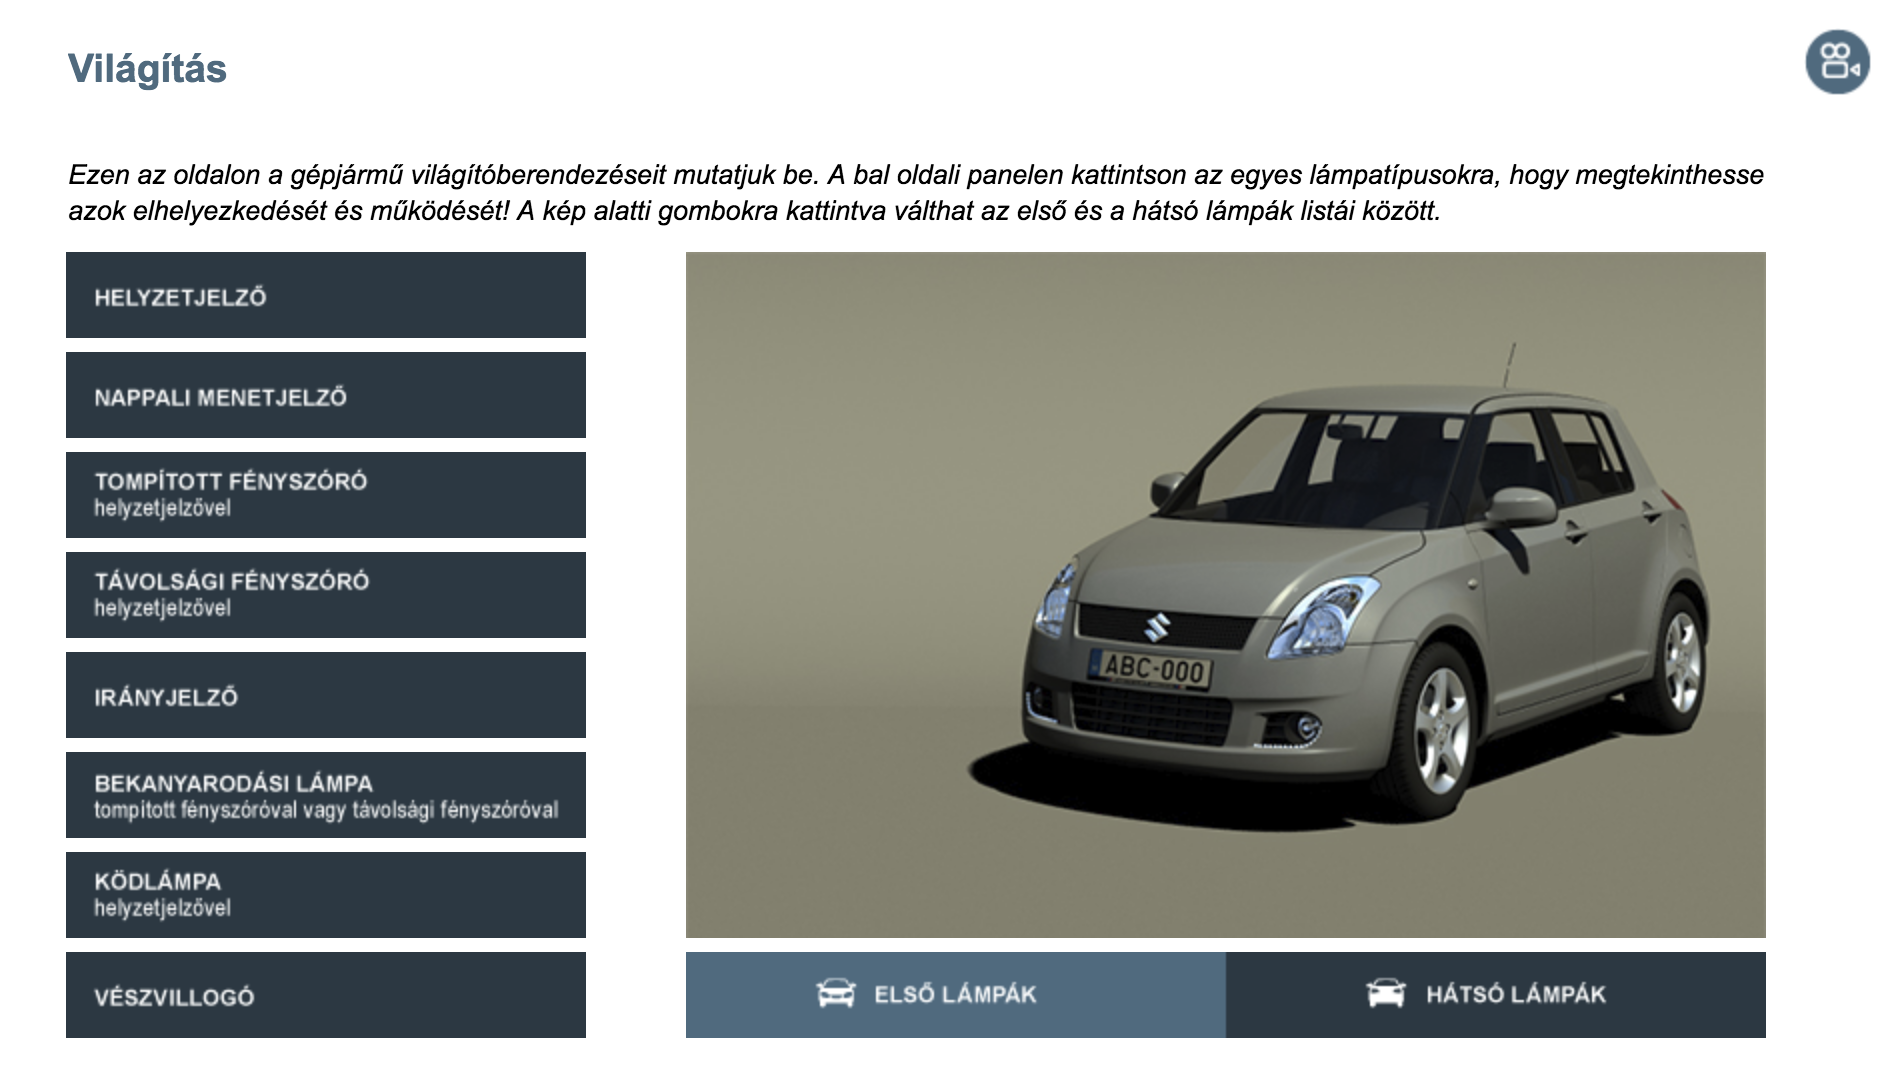 Világítás
Ezen az oldalon a gépjármű világítóberendezéseit mutatjuk be. A bal oldali panelen kattintson az egyes lámpatípusokra, hogy megtekinthesse
azok elhelyezkedését és működését! A kép alatti gombokra kattintva válthat az első és a hátsó lámpák listái között.
HELYZETJELZŐ
NAPPALI MENETJELZŐ
TOMPÍTOTT FÉNYSZÓRÓ
helyzetjelzővel
TÁVOLSÁGI FÉNYSZÓRÓ
helyzetjelzővel
IRÁNYJELZŐ
BEKANYARODÁSI LÁMPA
tompított fényszóróval vagy távolsági fényszóróval
KÖDLÁMPA
helyzetjelzővel
VÉSZVILLOGÓ
ABC-000
ELSŐ LÁMPÁK
HÁTSÓ LÁMPÁK